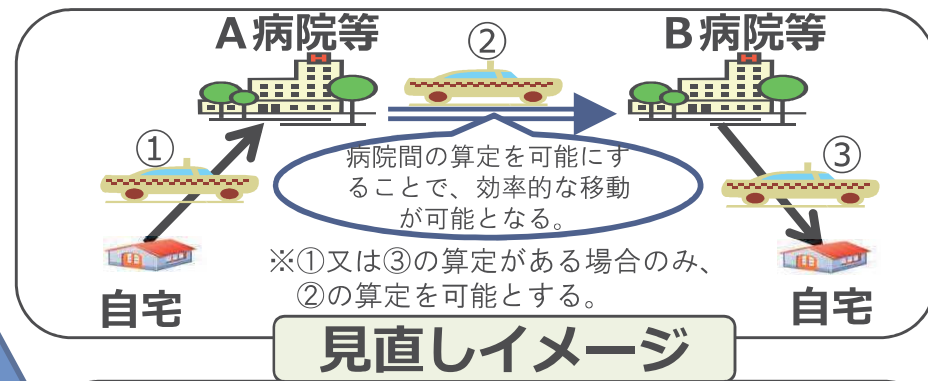 A病院等
②
B病院等
①
③
病院間の算定を可能にす
ることで、効率的な移動
が可能となる。
※①又は③の算定がある場合のみ、
②の算定を可能とする。
自宅
自宅
見直しイメージ